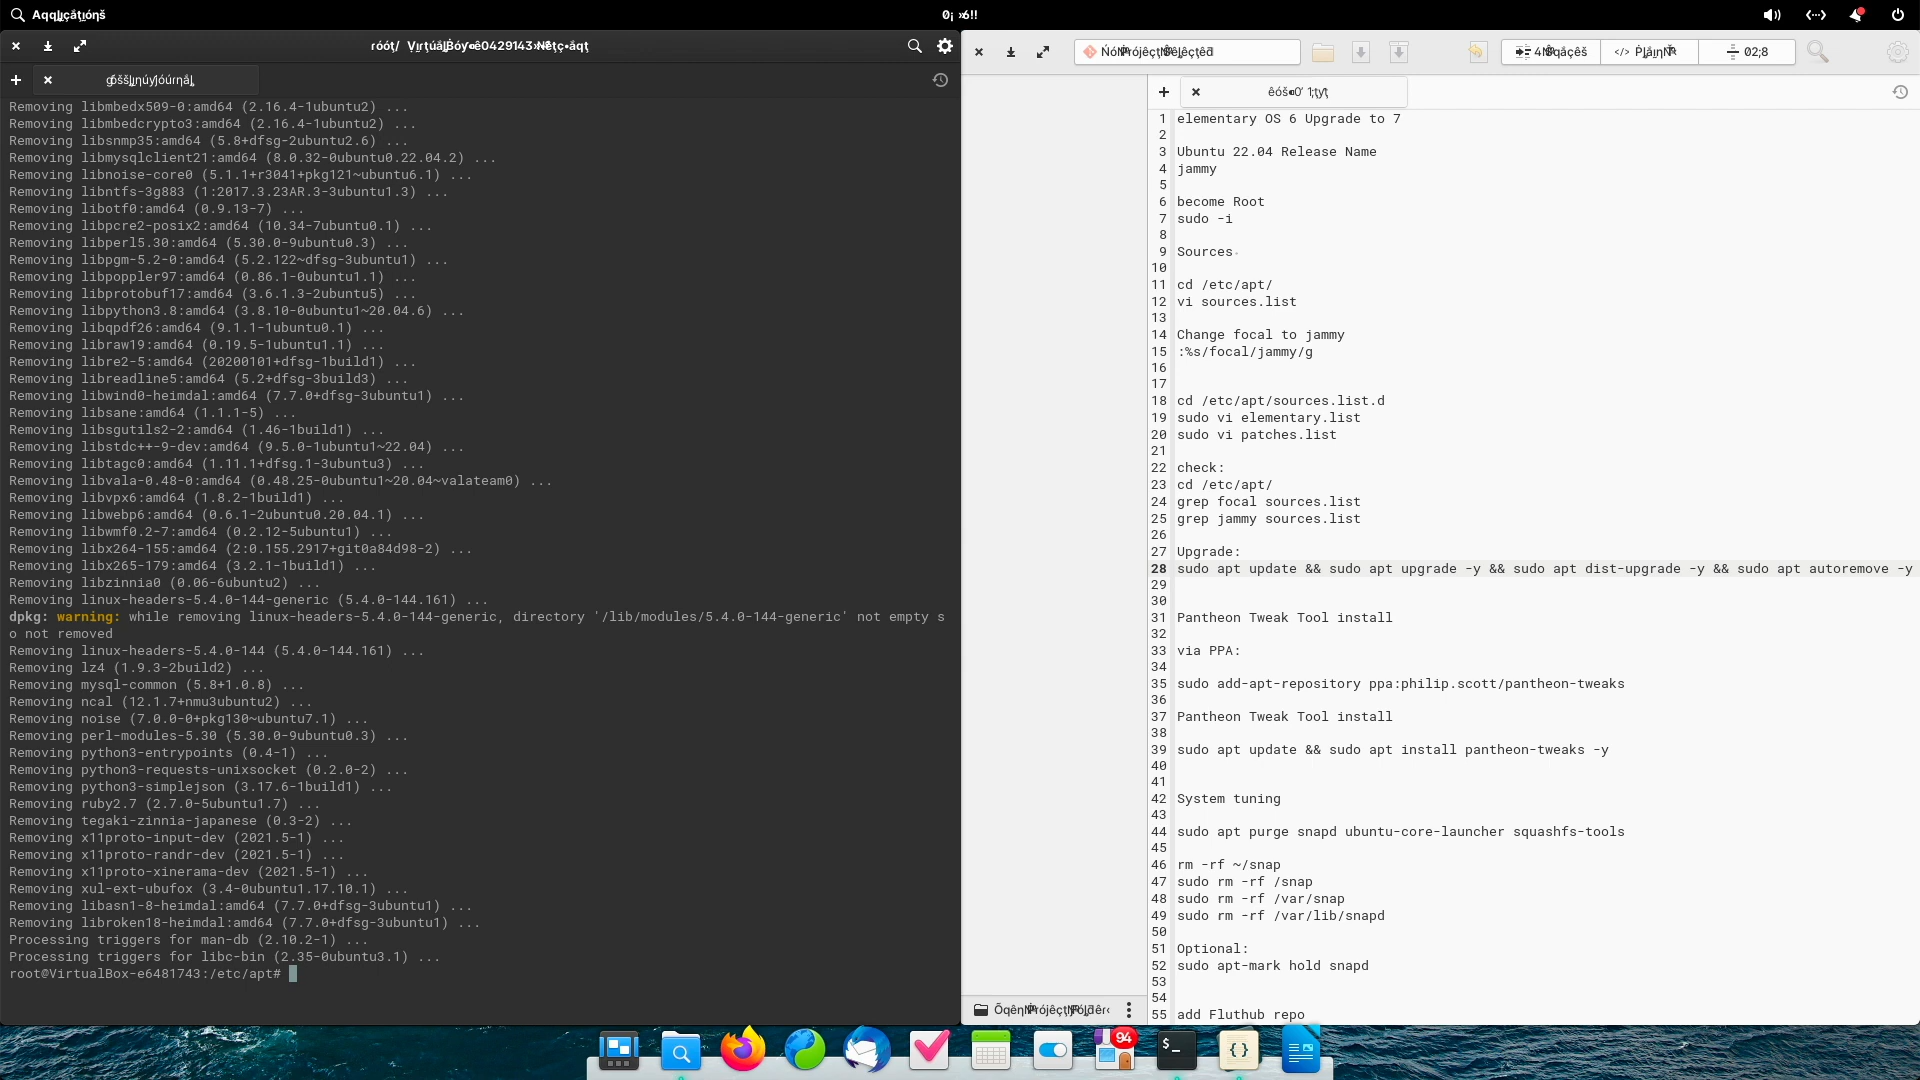 Removing libmbedx509-0:amd64 (2.16.4-1ubuntu2) ...
Removing libmbedcrypto3:amd64 (2.16.4-1ubuntu2) ...
Removing libsnmp35:amd64 (5.8+dfsg-2ubuntu2.6) ...
Removing libmysqlclient21:amd64 (8.0.32-0ubuntu0.22.04.2) ...
Removing libnoise-core0 (5.1.1+r3041+pkg121~ubuntu6.1) ...
Removing libntfs-3g883 (1:2017.3.23AR.3-3ubuntu1.3) ...
Removing libotf0:amd64 (0.9.13-7) ...
Removing libpcre2-posix2:amd64 (10.34-7ubuntu0.1) ...
Removing libperl5.30:amd64 (5.30.0-9ubuntu0.3) ...
Removing libpgm-5.2-0:amd64 (5.2.122~dfsg-3ubuntu1) ...
Removing libpoppler97:amd64 (0.86.1-0ubuntu1.1) ...
Removing libprotobuf17:amd64 (3.6.1.3-2ubuntu5) ...
Removing libpython3.8:amd64 (3.8.10-0ubuntu1~20.04.6) ...
Removing libqpdf26:amd64 (9.1.1-1ubuntu0.1) ...
Removing libraw19:amd64 (0.19.5-1ubuntu1.1) ...
Removing libre2-5:amd64 (20200101+dfsg-1build1) ...
Removing libreadline5:amd64 (5.2+dfsg-3build3) ...
Removing libwind0-heimdal:amd64 (7.7.0+dfsg-3ubuntu1) ...
Removing libsane:amd64 (1.1.1-5) ...
Removing libsgutils2-2:amd64 (1.46-1build1) ...
Removing libstdc++-9-dev:amd64 (9.5.0-1ubuntu1~22.04) ...
Removing libtagc0:amd64 (1.11.1+dfsg.1-3ubuntu3) ...
Removing libvala-0.48-0:amd64 (0.48.25-0ubuntu1~20.04~valateam0) ...
Removing libvpx6:amd64 (1.8.2-1build1) ...
Removing libwebp6:amd64 (0.6.1-2ubuntu0.20.04.1) ...
Removing libwmf0.2-7:amd64 (0.2.12-5ubuntu1) ...
Removing libx264-155:amd64 (2:0.155.2917+git0a84d98-2) ...
Removing libx265-179:amd64 (3.2.1-1build1) ...
Removing libzinnia0 (0.06-6ubuntu2) ...
Removing linux-headers-5.4.0-144-generic (5.4.0-144.161) ...
dpkg: warning: while removing linux-headers-5.4.0-144-generic, directory '/lib/modules/5.4.0-144-generic' not empty s
o not removed
Removing linux-headers-5.4.0-144 (5.4.0-144.161) ...
Removing lz4 (1.9.3-2build2) ...
Removing mysql-common (5.8+1.0.8) ...
Removing ncal (12.1.7+nmu3ubuntu2) ...
Removing noise (7.0.0-0+pkg130~ubuntu7.1) ...
Removing perl-modules-5.30 (5.30.0-9ubuntu0.3) ...
Removing python3-entrypoints (0.4-1) ...
Removing python3-requests-unixsocket (0.2.0-2) ...
Removing python3-simplejson (3.17.6-1build1) ...
Removing ruby2.7 (2.7.0-5ubuntu1.7) ...
Removing tegaki-zinnia-japanese (0.3-2) ...
Removing x11proto-input-dev (2021.5-1) ...
Removing x11proto-randr-dev (2021.5-1) ...
Removing x11proto-xinerama-dev (2021.5-1) ...
Removing xul-ext-ubufox (3.4-0ubuntu1.17.10.1) ...
Removing libasn1-8-heimdal:amd64 (7.7.0+dfsg-3ubuntu1) ...
Removing libroken18-heimdal:amd64 (7.7.0+dfsg-3ubuntu1) ...
Processing triggers for man-db (2.10.2-1) ...
Processing triggers for libc-bin (2.35-0ubuntu3.1) ...
root@VirtualBox-e6481743:/etc/apt#
1 elementary OS 6 Upgrade to 7
2
3 Ubuntu 22.04 Release Name
4 jammy
5
6 become Root
7 sudo -i
8
9 Sources
10
11 cd /etc/apt/
12 vi sources.list
13
14 Change focal to jammy
15 :%s/focal/jammy/g
16
17
18 cd /etc/apt/sources.list.d
19 sudo vi elementary.list
20 sudo vi patches.list
21
22 check:
23 cd /etc/apt/
24 grep focal sources.list
25 grep jammy sources.list
26
27 Upgrade:
28 sudo apt update && sudo apt upgrade -y && sudo apt dist-upgrade -y && sudo apt autoremove -y
29
30
31 Pantheon Tweak Tool install
32
33 via PPA:
34
35 sudo add-apt-repository ppa:philip.scott/pantheon-tweaks
36
37 Pantheon Tweak Tool install
38
39 sudo apt update && sudo apt install pantheon-tweaks -y
40
41
42 System tuning
43
44 sudo apt purge snapd ubuntu-core-launcher squashfs-tools
45
46 rm -rf ~/snap
47 sudo rm -rf /snap
48 sudo rm -rf /var/snap
49 sudo rm -rf /var/lib/snapd
50
51 Optional:
52 sudo apt-mark hold snapd
53
54
55 add Fluthub repo
94